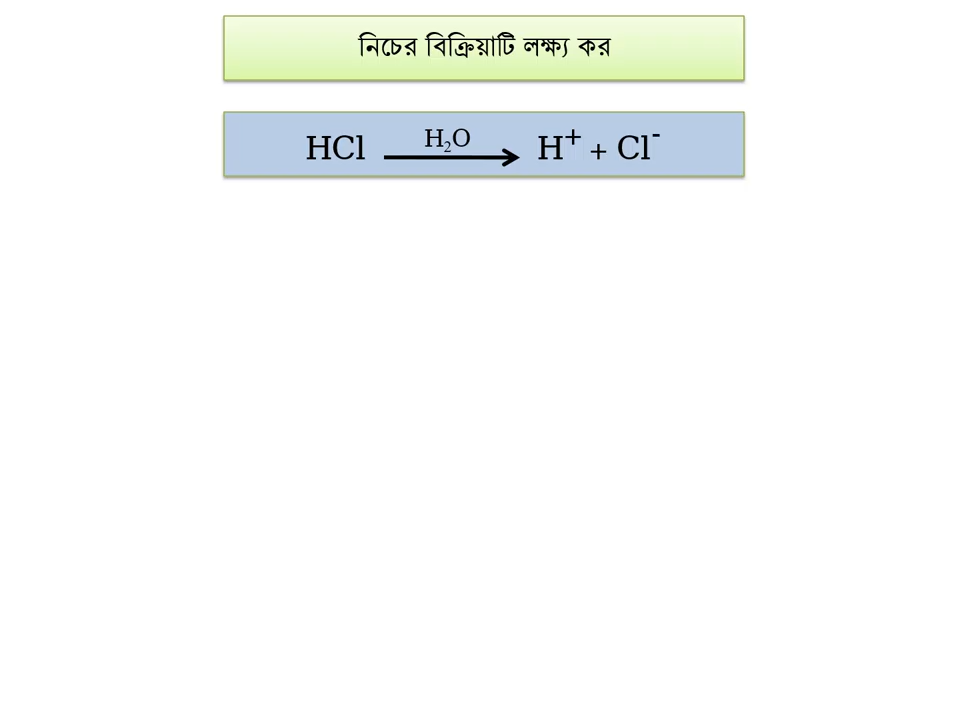 নিচের বিক্রিয়াটি লক্ষ্য কর
HCl H₂O H⁺ + Cl⁻